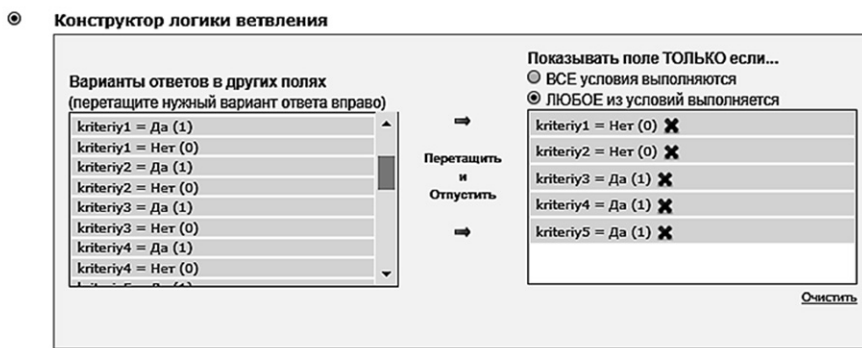 Конструктор логики ветвления
Варианты ответов в других полях
(перетащите нужный вариант ответа вправо)
kriteriy1 = Да (1)
kriteriy1 = Нет (0)
kriteriy2 = Да (1)
kriteriy2 = Нет (0)
kriteriy3 = Да (1)
kriteriy3 = Нет (0)
kriteriy4 = Да (1)
kriteriy4 = Нет (0)
Перетащить
и
Отпустить
Показывать поле ТОЛЬКО если...
ВСЕ условия выполняются
ЛЮБОЕ из условий выполняется
kriteriy1 = Нет (0)
kriteriy2 = Нет (0)
kriteriy3 = Да (1)
kriteriy4 = Да (1)
kriteriy5 = Да (1)
Очистить